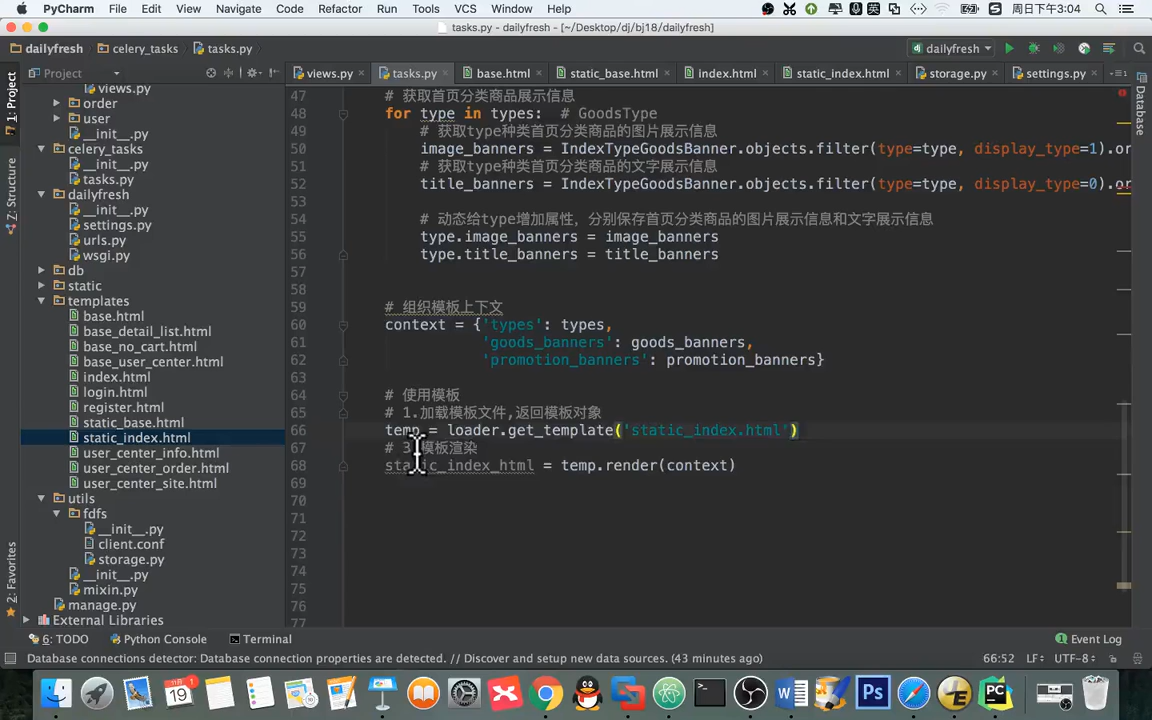 PyCharm File Edit View Navigate Code Refactor Run Tools VCS Window Help 周日下午3:04
tasks.py - dailyfresh - [~/Desktop/dj/bj18/dailyfresh]
dailyfresh celery_tasks tasks.py dailyfresh
Project
views.py tasks.py base.html static_base.html index.html static_index.html storage.py settings.py
1: Project
Z: Structure
2: Favorites
Database
views.py
order
user
__init__.py
celery_tasks
__init__.py
tasks.py
dailyfresh
__init__.py
settings.py
urls.py
wsgi.py
db
static
templates
base.html
base_detail_list.html
base_no_cart.html
base_user_center.html
index.html
login.html
register.html
static_base.html
static_index.html
user_center_info.html
user_center_order.html
user_center_site.html
utils
fdfs
__init__.py
client.conf
storage.py
__init__.py
mixin.py
manage.py
External Libraries
47 # 获取首页分类商品展示信息
48 for type in types: # GoodsType
49 # 获取type种类首页分类商品的图片展示信息
50 image_banners = IndexTypeGoodsBanner.objects.filter(type=type, display_type=1).or
51 # 获取type种类首页分类商品的文字展示信息
52 title_banners = IndexTypeGoodsBanner.objects.filter(type=type, display_type=0).or
53
54 # 动态给type增加属性，分别保存首页分类商品的图片展示信息和文字展示信息
55 type.image_banners = image_banners
56 type.title_banners = title_banners
57
58
59 # 组织模板上下文
60 context = {'types': types,
61 'goods_banners': goods_banners,
62 'promotion_banners': promotion_banners}
63
64 # 使用模板
65 # 1.加载模板文件,返回模板对象
66 temp = loader.get_template('static_index.html')
67 # 3.模板渲染
68 static_index_html = temp.render(context)
69
70
71
72
73
74
75
76
77
6: TODO Python Console Terminal Event Log
Database connections detector: Database connection properties are detected. // Discover and setup new data sources. (43 minutes ago) 66:52 LF÷ UTF-8÷